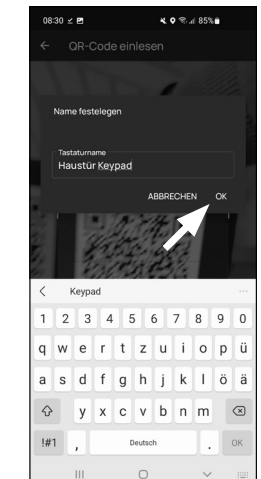 08:30 85%
QR-Code einlesen
Name festelegen
Tastaturname
Haustür Keypad
ABBRECHEN OK
Keypad
1 2 3 4 5 6 7 8 9 0
q w e r t z u i o p ü
a s d f g h j k l ö ä
y x c v b n m
!#1 , Deutsch . OK